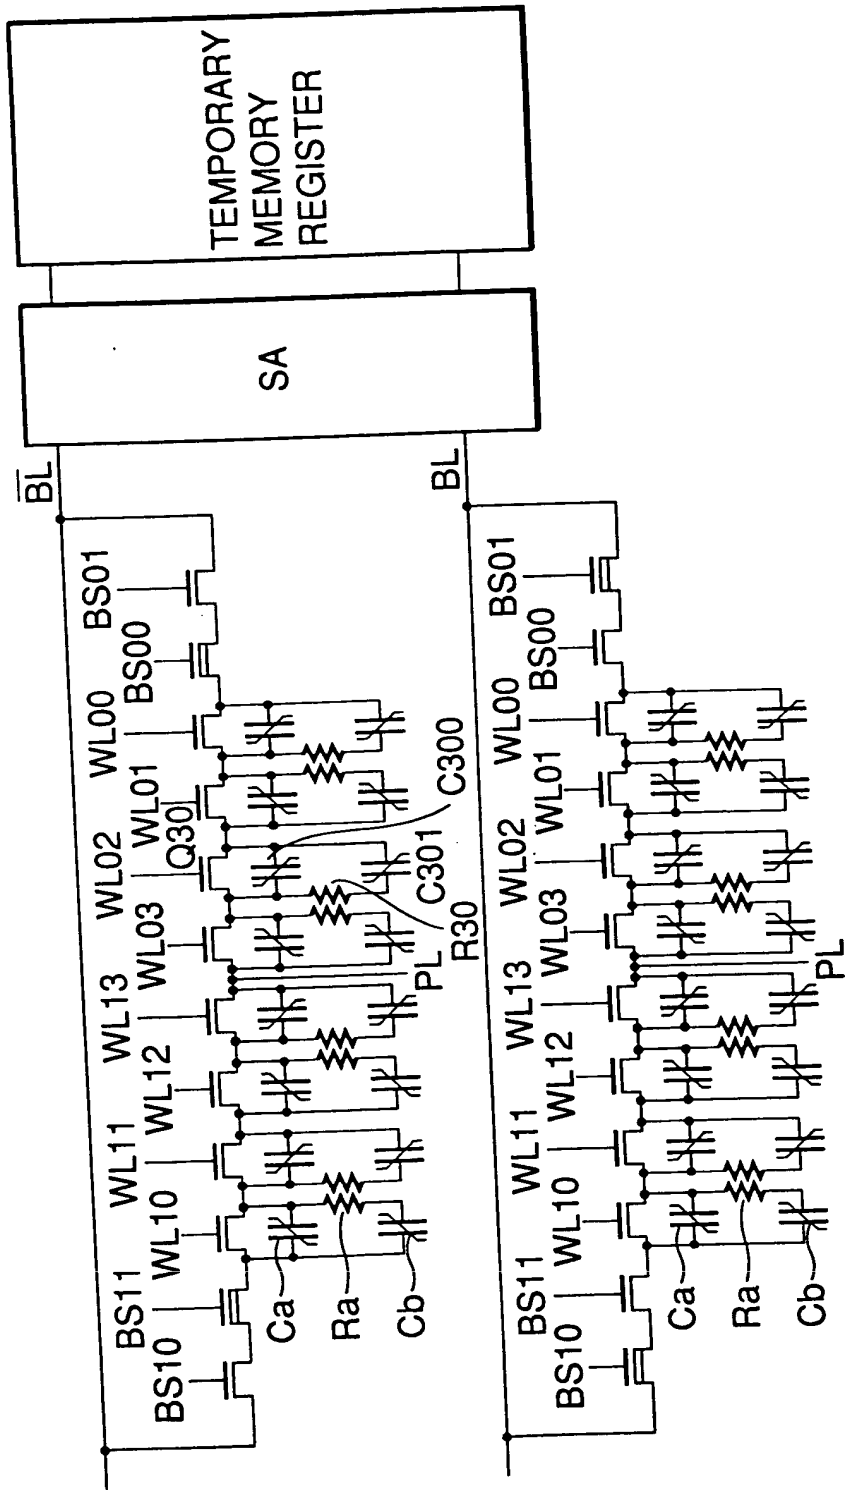 TEMPORARY
MEMORY
REGISTER
SA
B̅L̅
BS10
BS11
WL10
WL11
WL12
WL13
WL03
WL02
Q30
WL01
WL00
BS00
BS01
Ca
Ra
Cb
PL
R30
C301
C300
BL
BS10
BS11
WL10
WL11
WL12
WL13
WL03
WL02
WL01
WL00
BS00
BS01
Ca
Ra
Cb
PL